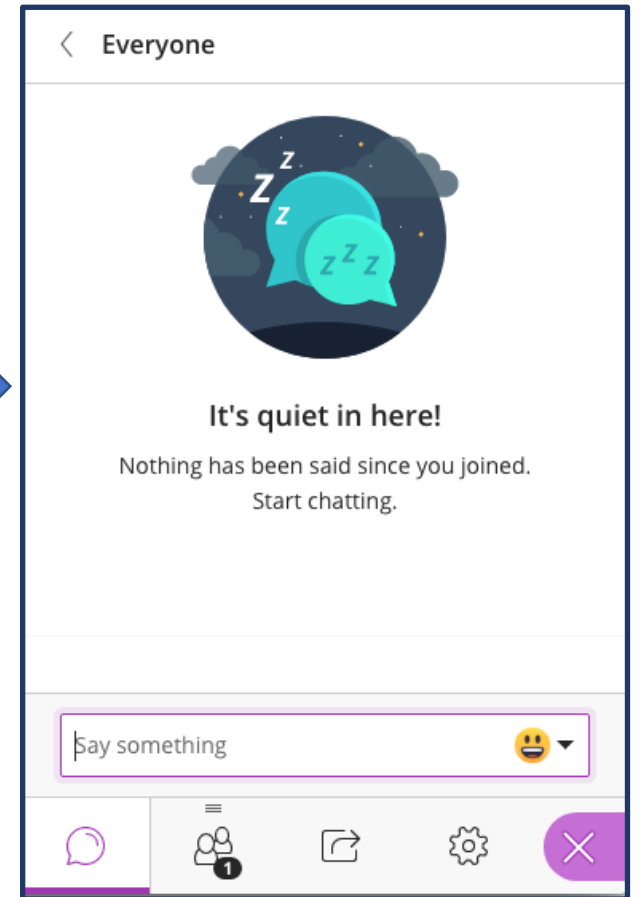 Everyone
z
Z
z
z z z
It's quiet in here!
Nothing has been said since you joined.
Start chatting.
Say something
1